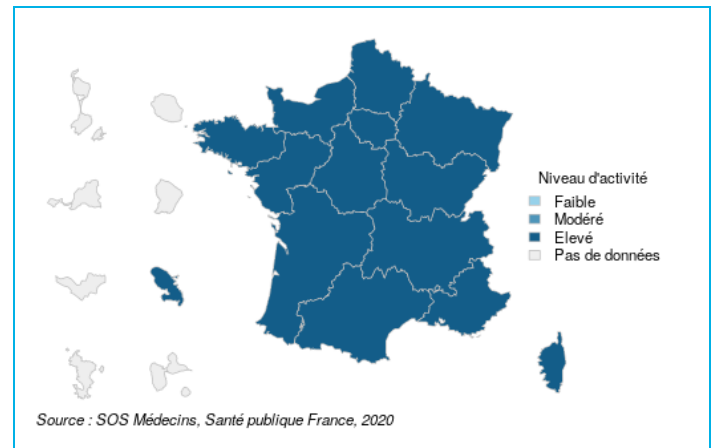 Niveau d'activité
Faible
Modéré
Elevé
Pas de données
Source : SOS Médecins, Santé publique France, 2020